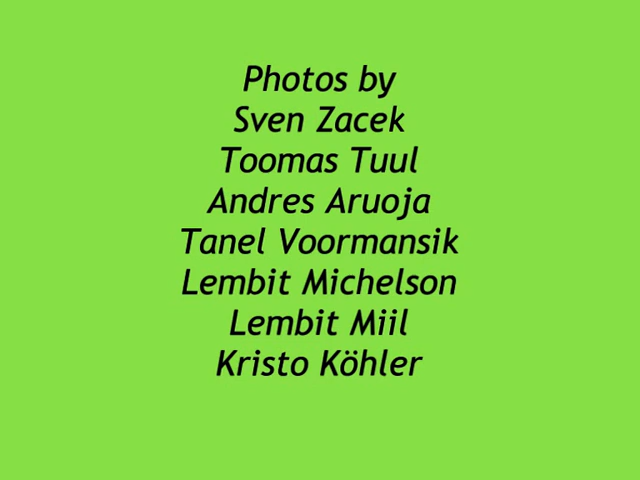 Photos by
Sven Zacek
Toomas Tuul
Andres Aruoja
Tanel Voormansik
Lembit Michelson
Lembit Miil
Kristo Köhler